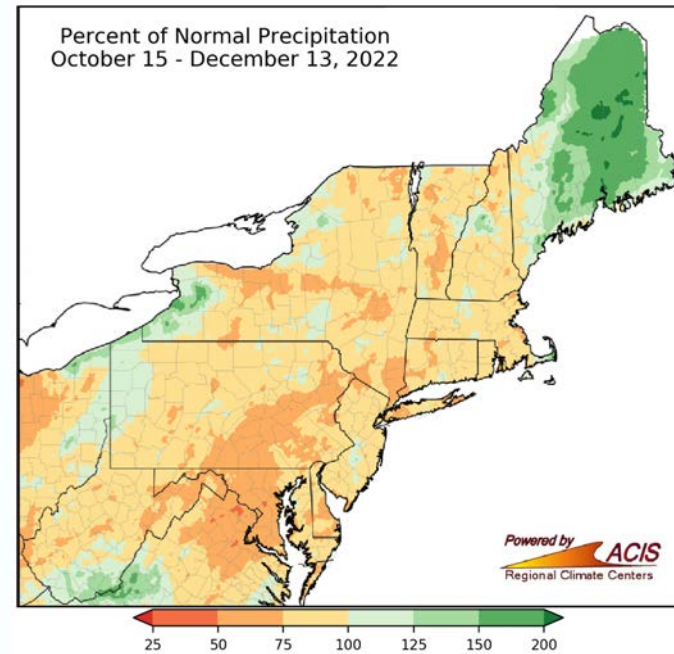 Percent of Normal Precipitation
October 15 - December 13, 2022
Powered by
ACIS
Regional Climate Centers
25 50 75 100 125 150 200